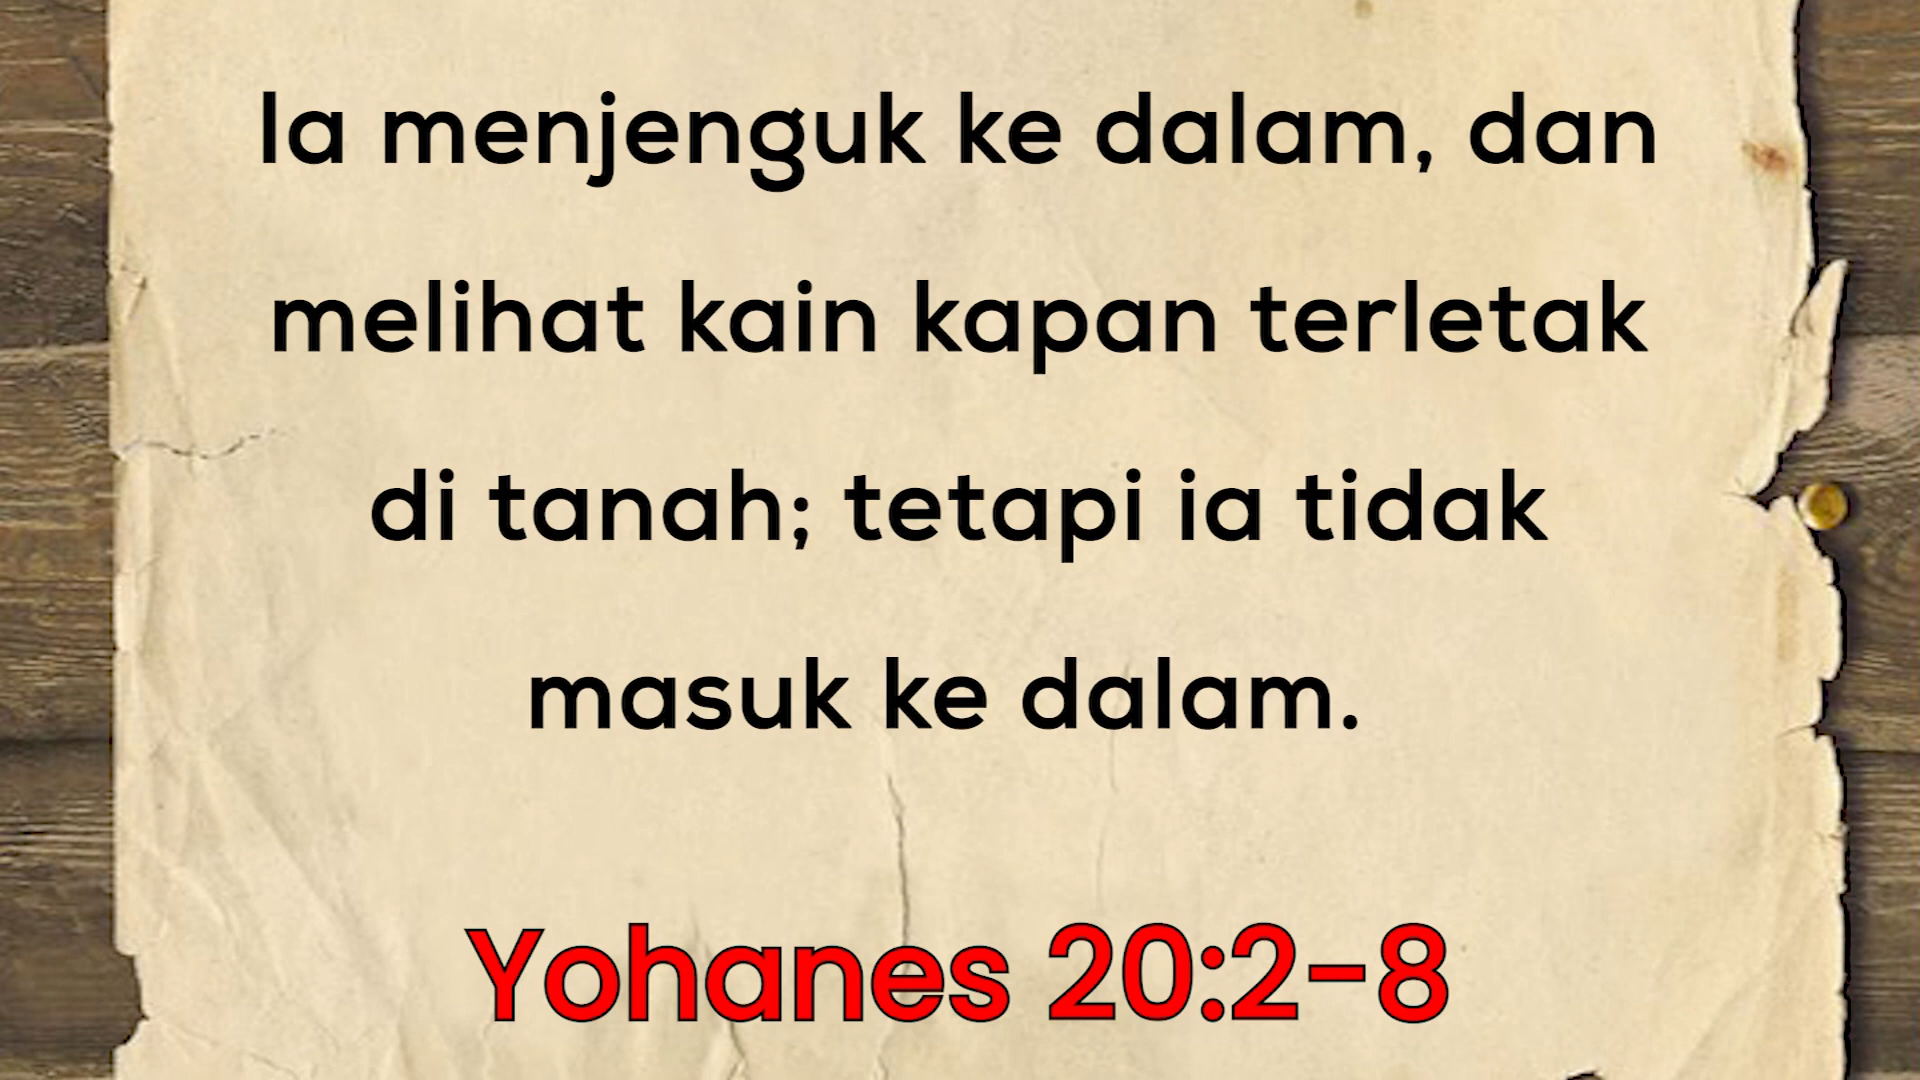 Ia menjenguk ke dalam, dan
melihat kain kapan terletak
di tanah; tetapi ia tidak
masuk ke dalam.
Yohanes 20:2-8